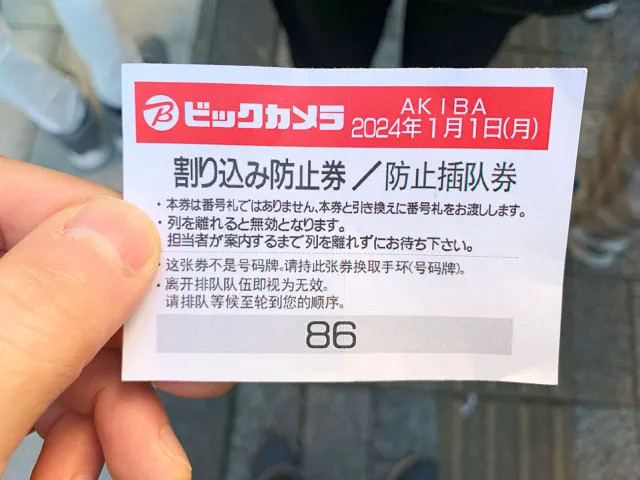 ビックカメラ AKIBA
2024年1月1日(月)
割り込み防止券／防止插队券
・本券は番号札ではありません、本券と引き換えに番号札をお渡しします。
・列を離れると無効となります。
担当者が案内するまで列を離れずにお待ち下さい。
・这张券不是号码牌。请持此张券换取手环(号码牌)。
・离开排队队伍即视为无效。
请排队等候至轮到您的顺序。
86